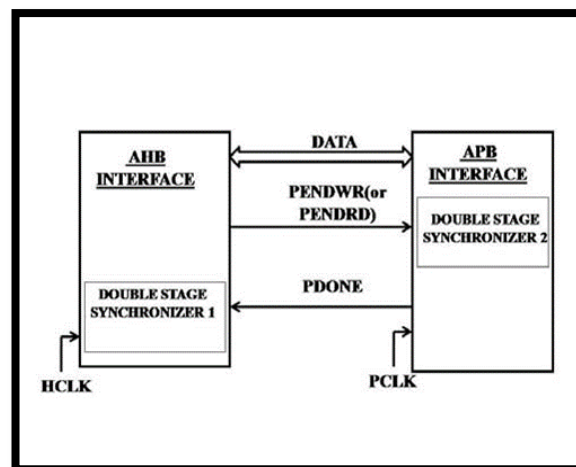 AHB
INTERFACE
DATA
APB
INTERFACE
PENDWR(or
PENDRD)
DOUBLE STAGE
SYNCHRONIZER 2
DOUBLE STAGE
SYNCHRONIZER 1
PDONE
HCLK
PCLK